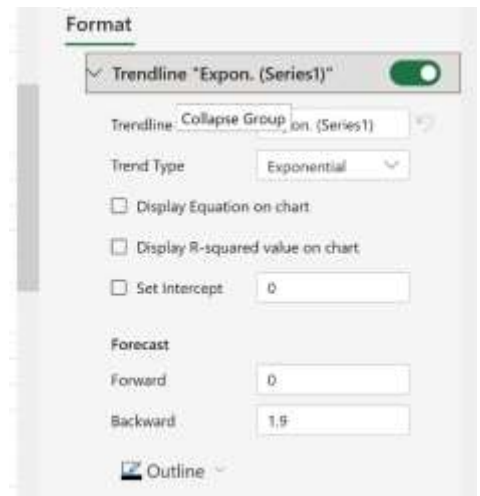 Format
Trendline "Expon. (Series1)"
Trendline Collapse Group on. (Series1)
Trend Type Exponential
Display Equation on chart
Display R-squared value on chart
Set Intercept 0
Forecast
Forward 0
Backward 1.9
Outline